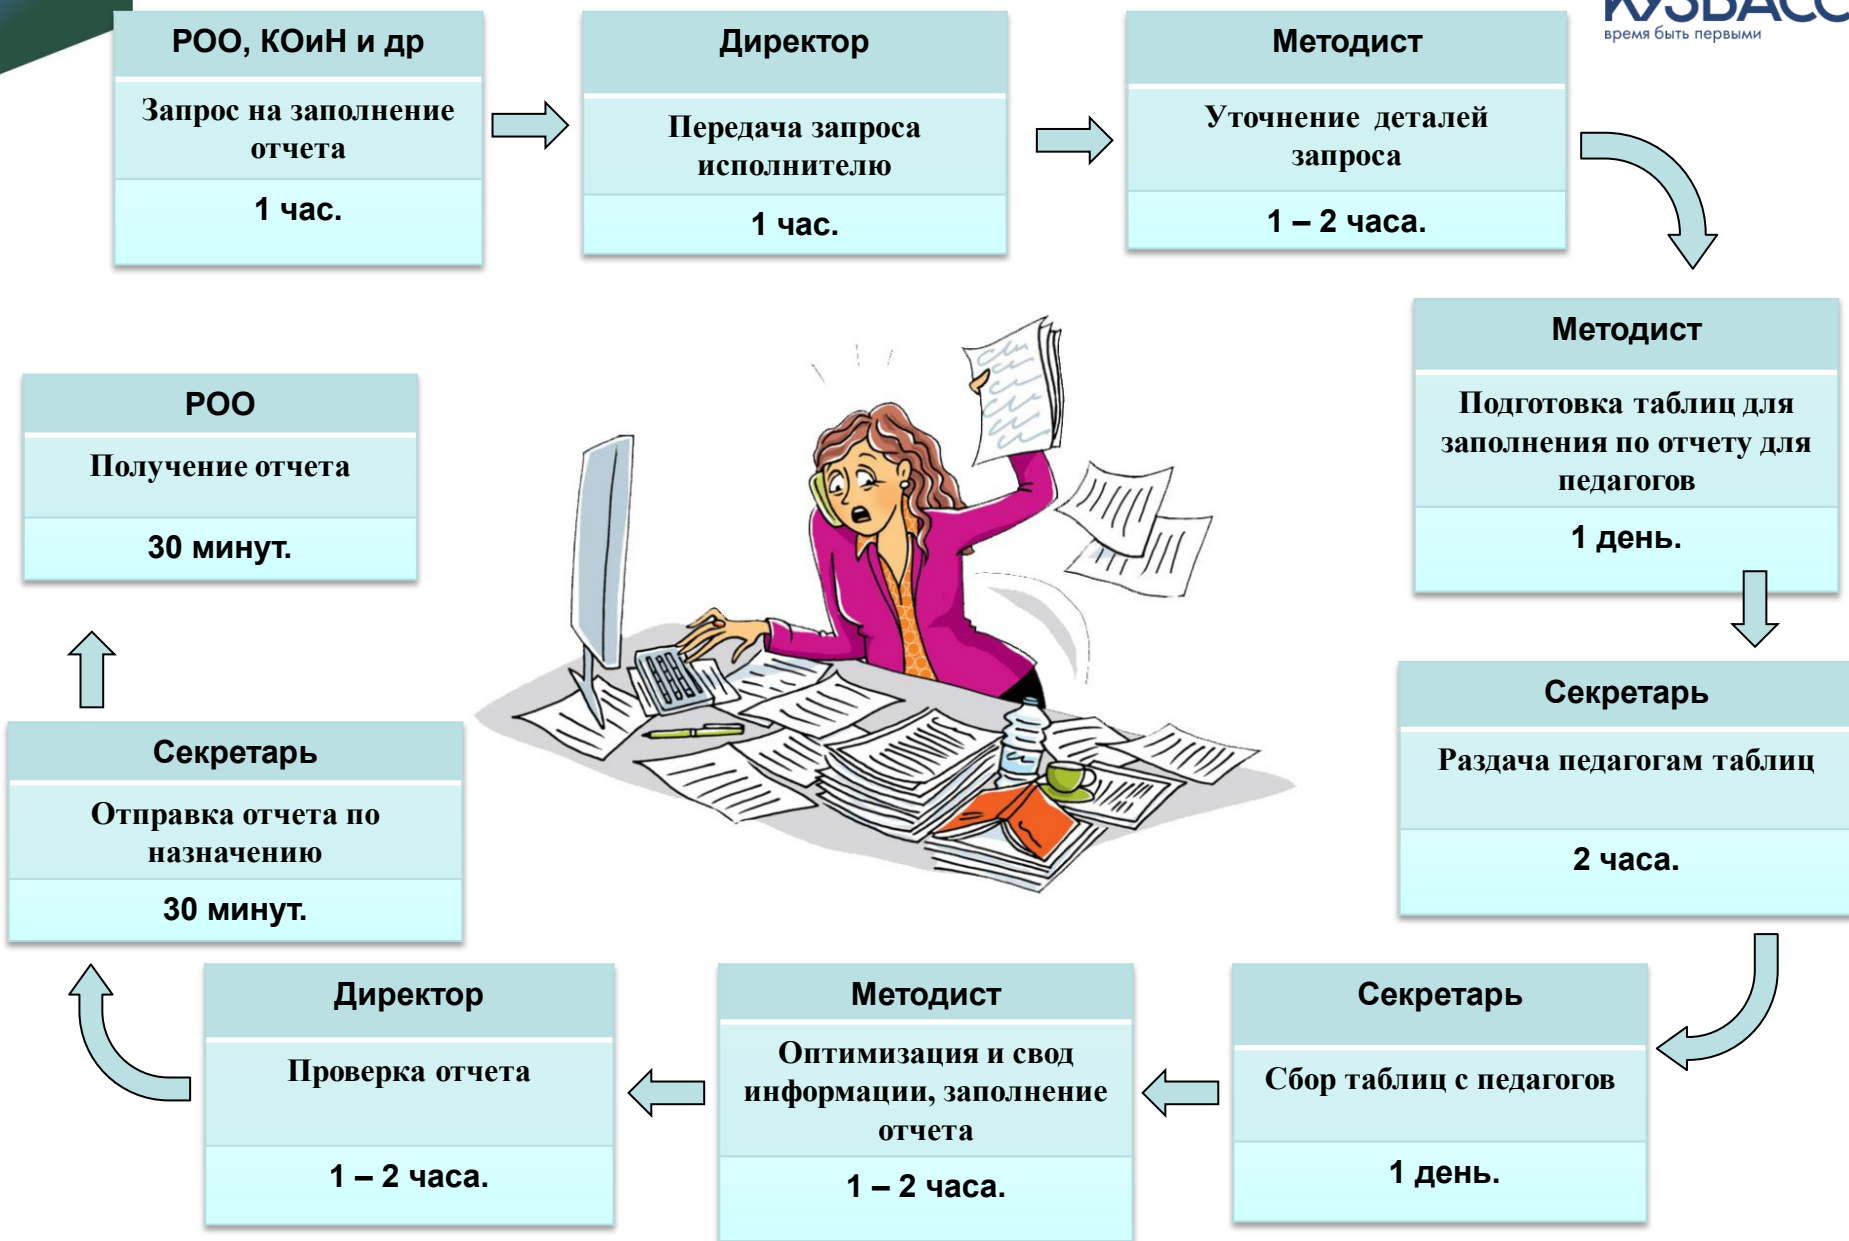 КУЗБАСС
время быть первыми
РОО, КОиН и др
Запрос на заполнение
отчета
1 час.
Директор
Передача запроса
исполнителю
1 час.
Методист
Уточнение деталей
запроса
1 – 2 часа.
Методист
Подготовка таблиц для
заполнения по отчету для
педагогов
1 день.
Секретарь
Раздача педагогам таблиц
2 часа.
Секретарь
Сбор таблиц с педагогов
1 день.
Методист
Оптимизация и свод
информации, заполнение
отчета
1 – 2 часа.
Директор
Проверка отчета
1 – 2 часа.
Секретарь
Отправка отчета по
назначению
30 минут.
РОО
Получение отчета
30 минут.